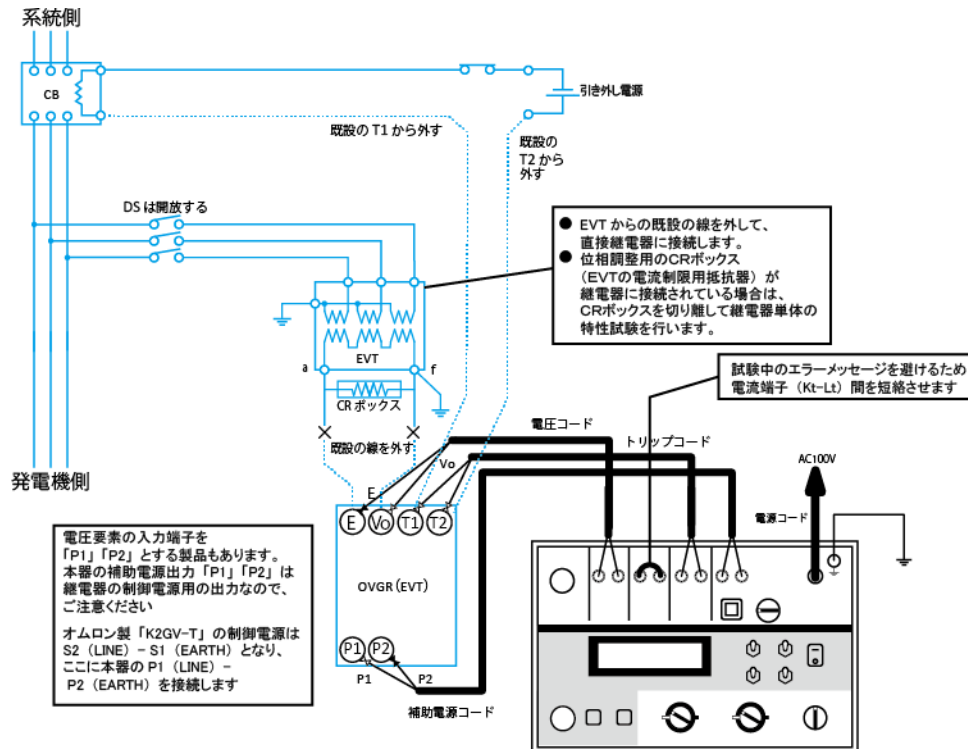 系統側
CB
引き外し電源
既設の T1 から外す
既設の
T2 から
外す
DS は開放する
● EVT からの既設の線を外して、
直接継電器に接続します。
● 位相調整用のCRボックス
（EVTの電流制限用抵抗器）が
継電器に接続されている場合は、
CRボックスを切り離して継電器単体の
特性試験を行います。
EVT
a
f
試験中のエラーメッセージを避けるため
電流端子（Kt-Lt）間を短絡させます
CR ボックス
電圧コード
トリップコード
既設の線を外す
Vo
AC100V
発電機側
E
電源コード
E
Vo
T1
T2
電圧要素の入力端子を
「P1」「P2」とする製品もあります。
本器の補助電源出力「P1」「P2」は
継電器の制御電源用の出力なので、
ご注意ください
オムロン製「K2GV-T」の制御電源は
S2（LINE）－S1（EARTH）となり、
ここに本器の P1（LINE）－
P2（EARTH）を接続します
OVGR（EVT）
P1
P2
P1
P2
補助電源コード